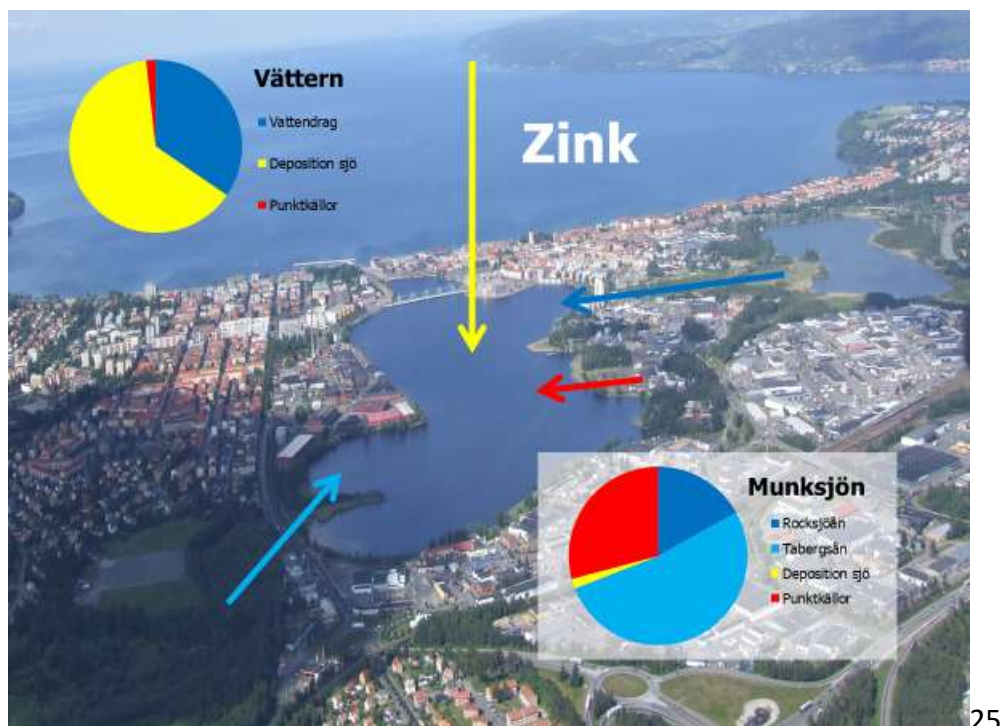 Vättern
Vattendrag
Deposition sjö
Punktkällor
Zink
Munksjön
Rocksjöån
Tabergsån
Deposition sjö
Punktkällor
25